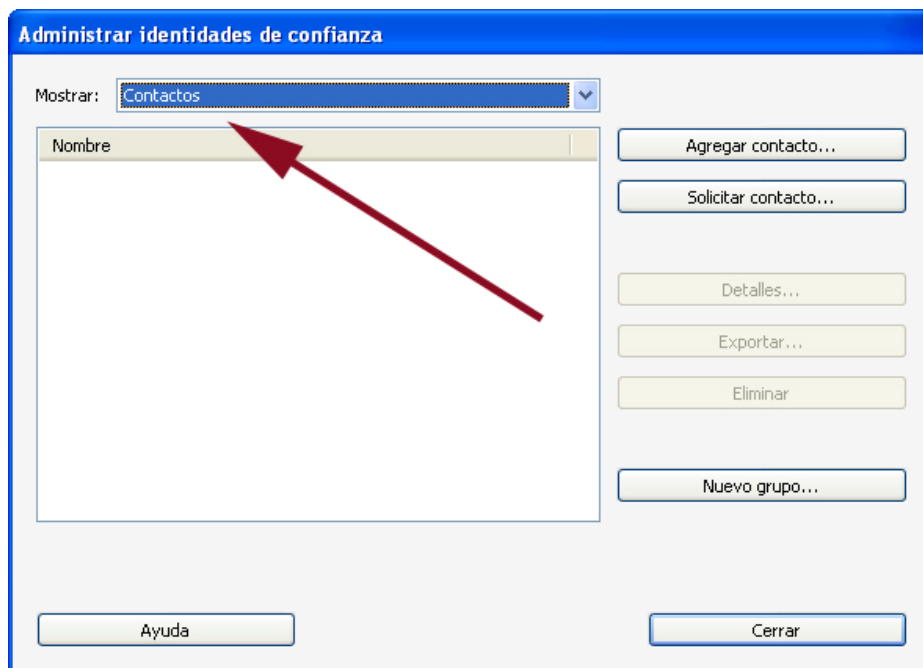 Administrar identidades de confianza
Mostrar: Contactos
Nombre
Agregar contacto...
Solicitar contacto...
Detalles...
Exportar...
Eliminar
Nuevo grupo...
Ayuda
Cerrar